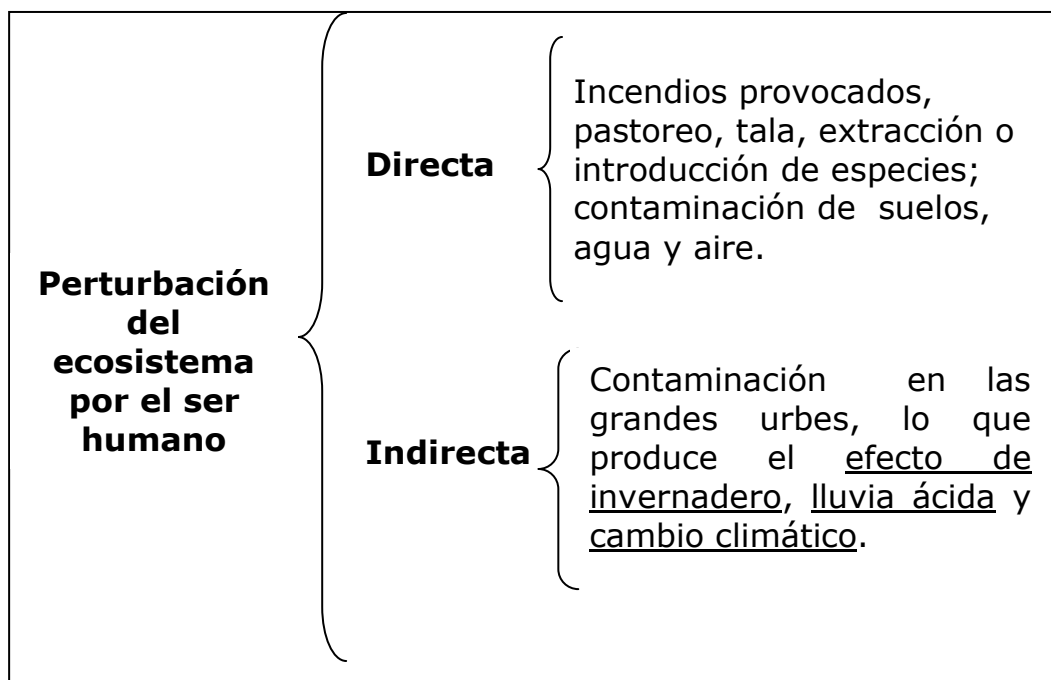 Perturbación
del
ecosistema
por el ser
humano
Directa
Incendios provocados,
pastoreo, tala, extracción o
introducción de especies;
contaminación de suelos,
agua y aire.
Indirecta
Contaminación en las
grandes urbes, lo que
produce el efecto de
invernadero, lluvia ácida y
cambio climático.